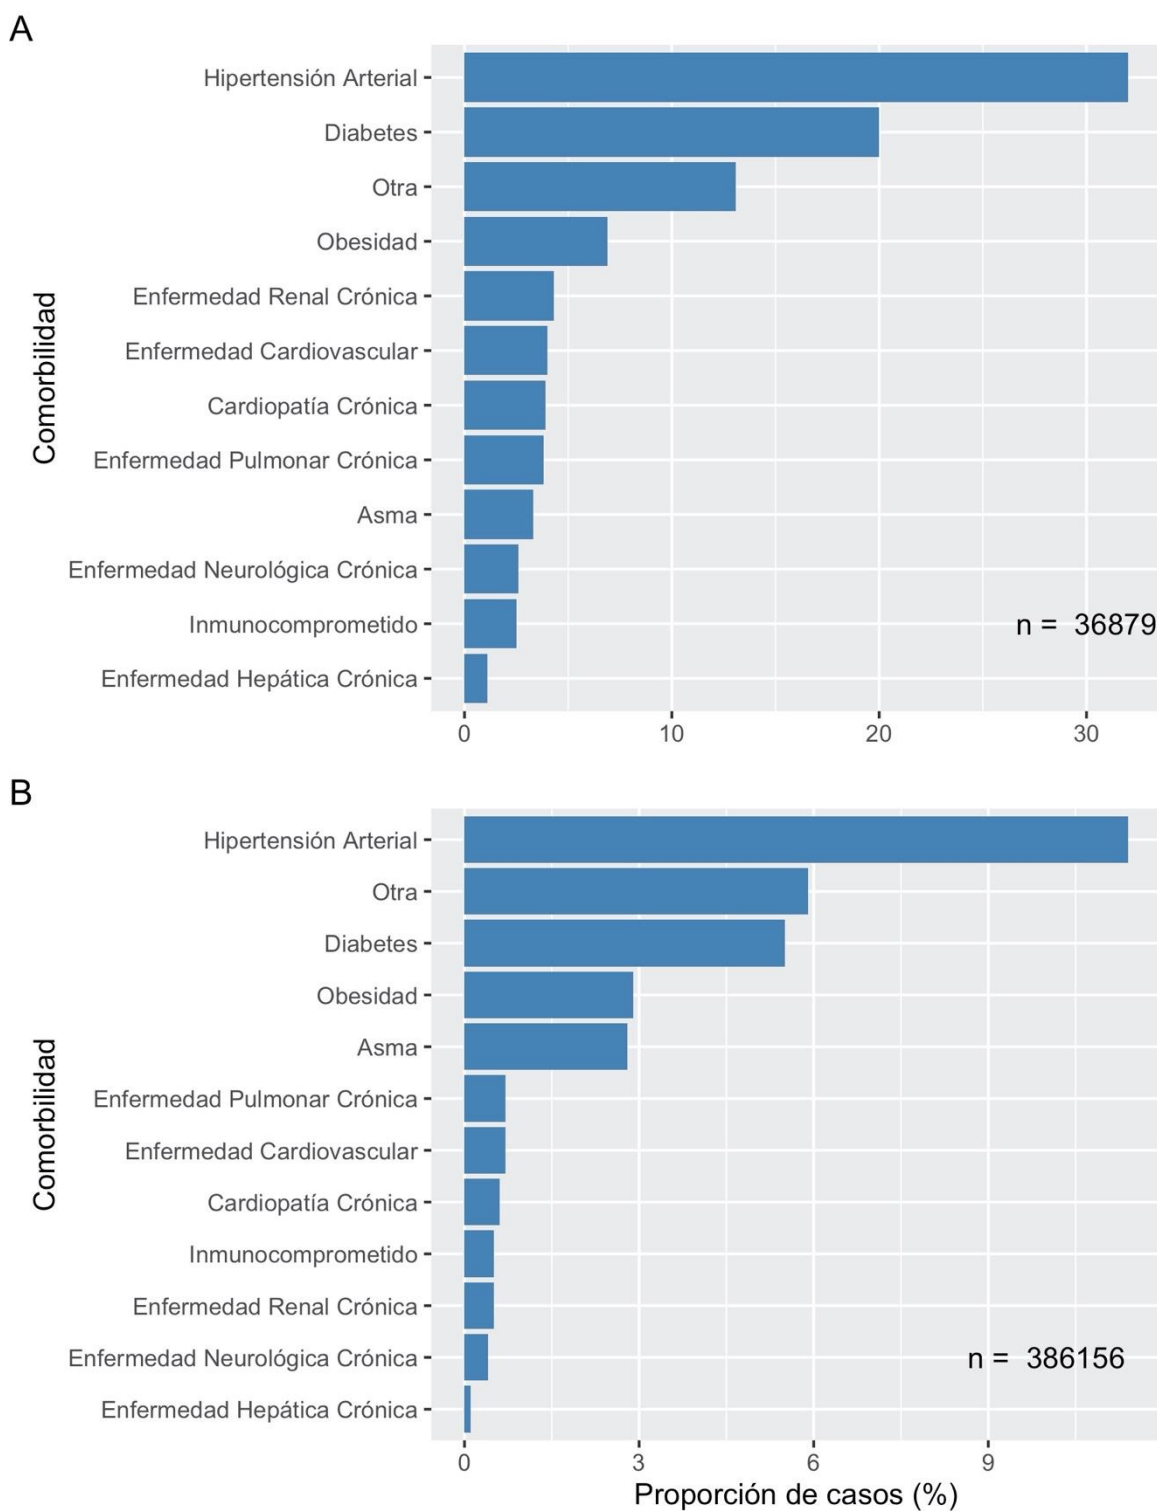 A
Hipertensión Arterial
Diabetes
Otra
Obesidad
Enfermedad Renal Crónica
Enfermedad Cardiovascular
Cardiopatía Crónica
Enfermedad Pulmonar Crónica
Asma
Enfermedad Neurológica Crónica
Inmunocomprometido
Enfermedad Hepática Crónica
Comorbilidad
n = 36879
0 10 20 30
B
Hipertensión Arterial
Otra
Diabetes
Obesidad
Asma
Enfermedad Pulmonar Crónica
Enfermedad Cardiovascular
Cardiopatía Crónica
Inmunocomprometido
Enfermedad Renal Crónica
Enfermedad Neurológica Crónica
Enfermedad Hepática Crónica
Comorbilidad
n = 386156
0 3 6 9
Proporción de casos (%)